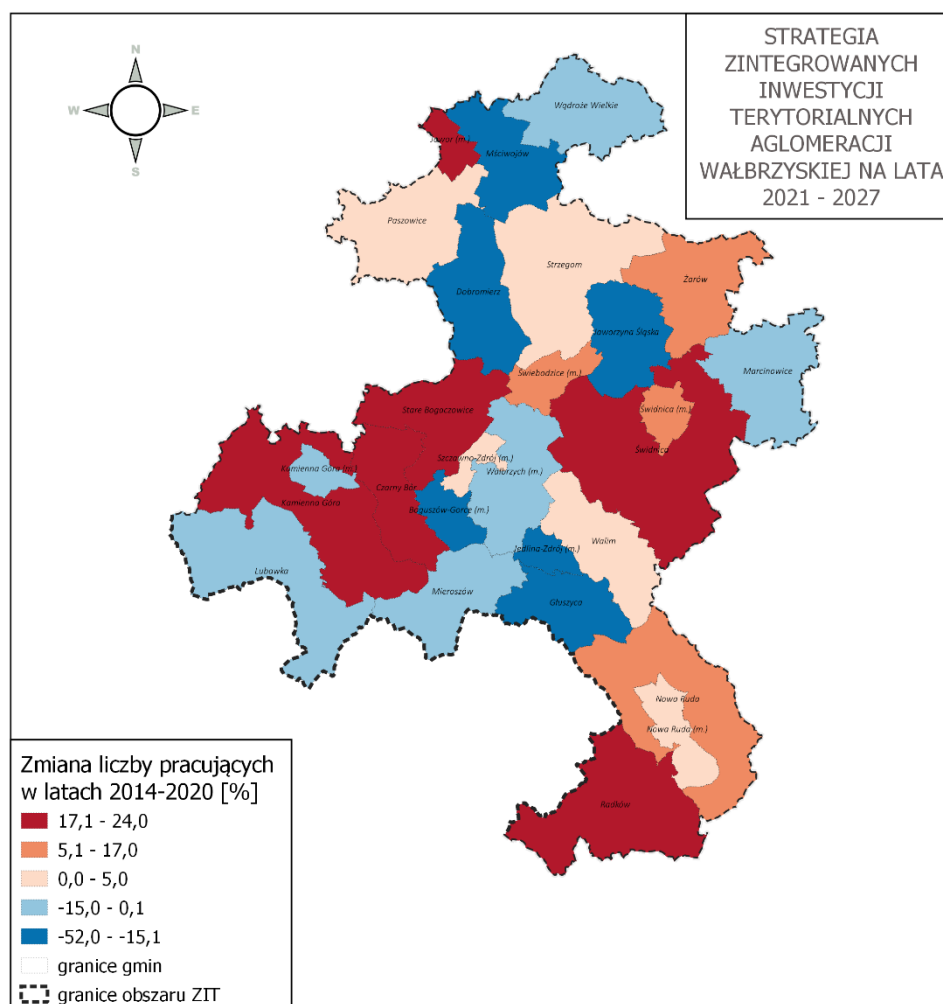 STRATEGIA
ZINTEGROWANYCH
INWESTYCJI
TERYTORIALNYCH
AGLOMERACJI
WAŁBRZYSKIEJ NA LATA
2021 - 2027
N
W E
S
Wądroże Wielkie
Jawor (m.)
Mściwojów
Paszowice
Strzegom
Żarów
Dobromierz
Jaworzyna Śląska
Marcinowice
Świebodzice (m.)
Stare Bogaczowice
Świdnica (m.)
Świdnica
Szczawno-Zdrój (m.)
Kamienna Góra (m.)
Wałbrzych (m.)
Czarny Bór
Kamienna Góra
Boguszów-Gorce (m.)
Walim
Jedlina-Zdrój (m.)
Lubawka
Mieroszów
Głuszyca
Nowa Ruda
Nowa Ruda (m.)
Radków
Zmiana liczby pracujących
w latach 2014-2020 [%]
17,1 - 24,0
5,1 - 17,0
0,0 - 5,0
-15,0 - 0,1
-52,0 - -15,1
granice gmin
granice obszaru ZIT